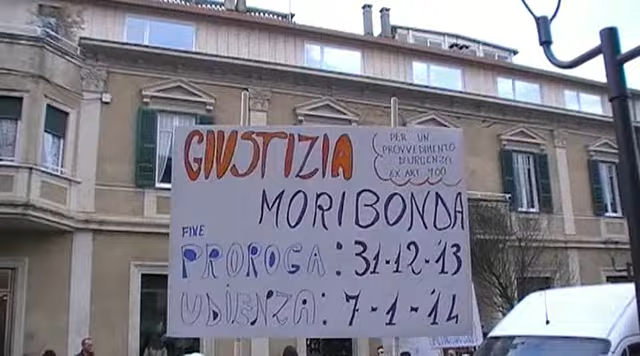 GIUSTIZIA
PER UN
PROVVEDIMENTO
D'URGENZA
EX ART. 700
MORIBONDA
FINE
PROROGA: 31-12-'13
UDIENZA: 7-1-'14